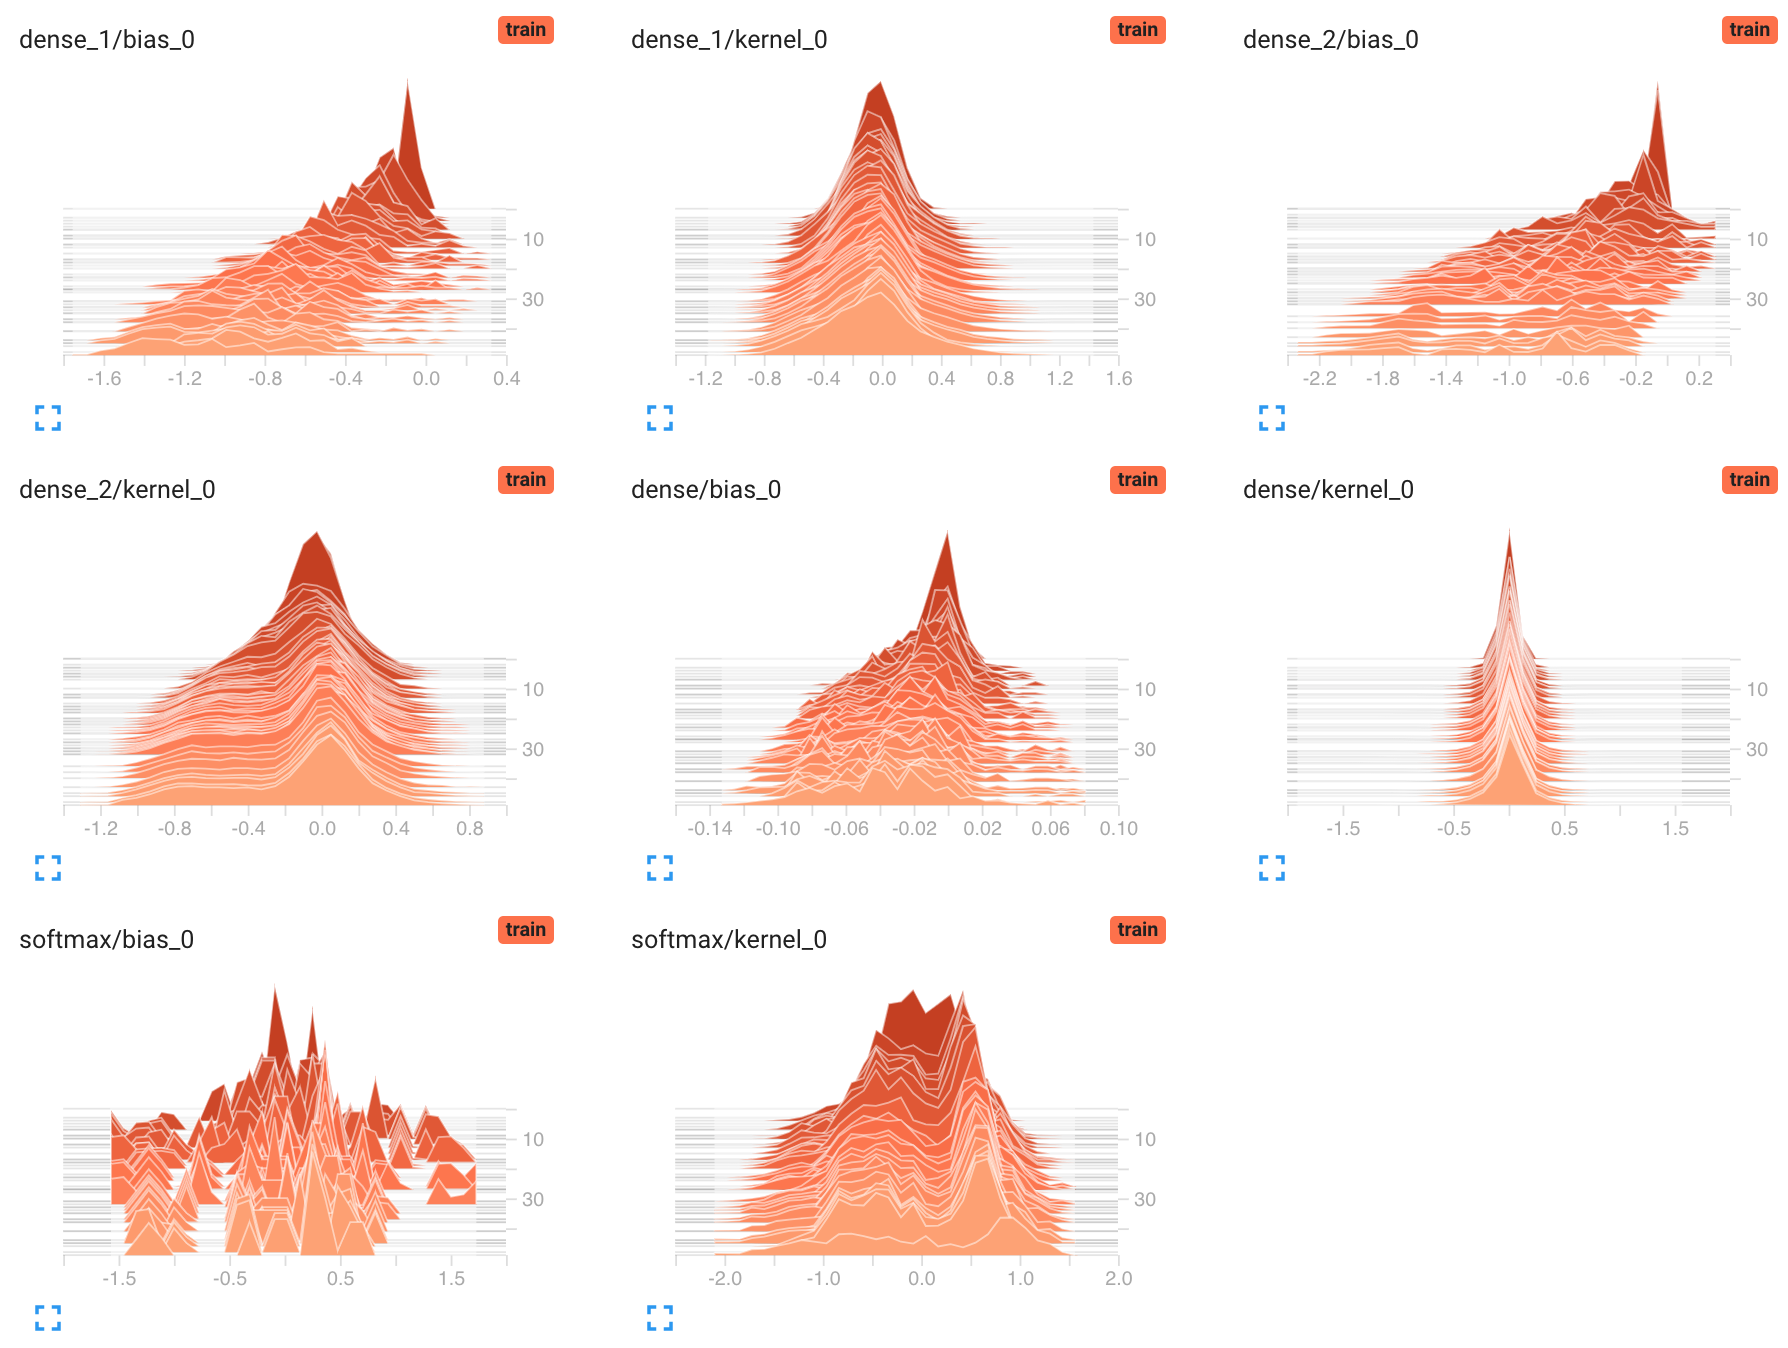 dense_1/bias_0 train
10
30
-1.6 -1.2 -0.8 -0.4 0.0 0.4
dense_1/kernel_0 train
10
30
-1.2 -0.8 -0.4 0.0 0.4 0.8 1.2 1.6
dense_2/bias_0 train
10
30
-2.2 -1.8 -1.4 -1.0 -0.6 -0.2 0.2
dense_2/kernel_0 train
10
30
-1.2 -0.8 -0.4 0.0 0.4 0.8
dense/bias_0 train
10
30
-0.14 -0.10 -0.06 -0.02 0.02 0.06 0.10
dense/kernel_0 train
10
30
-1.5 -0.5 0.5 1.5
softmax/bias_0 train
10
30
-1.5 -0.5 0.5 1.5
softmax/kernel_0 train
10
30
-2.0 -1.0 0.0 1.0 2.0